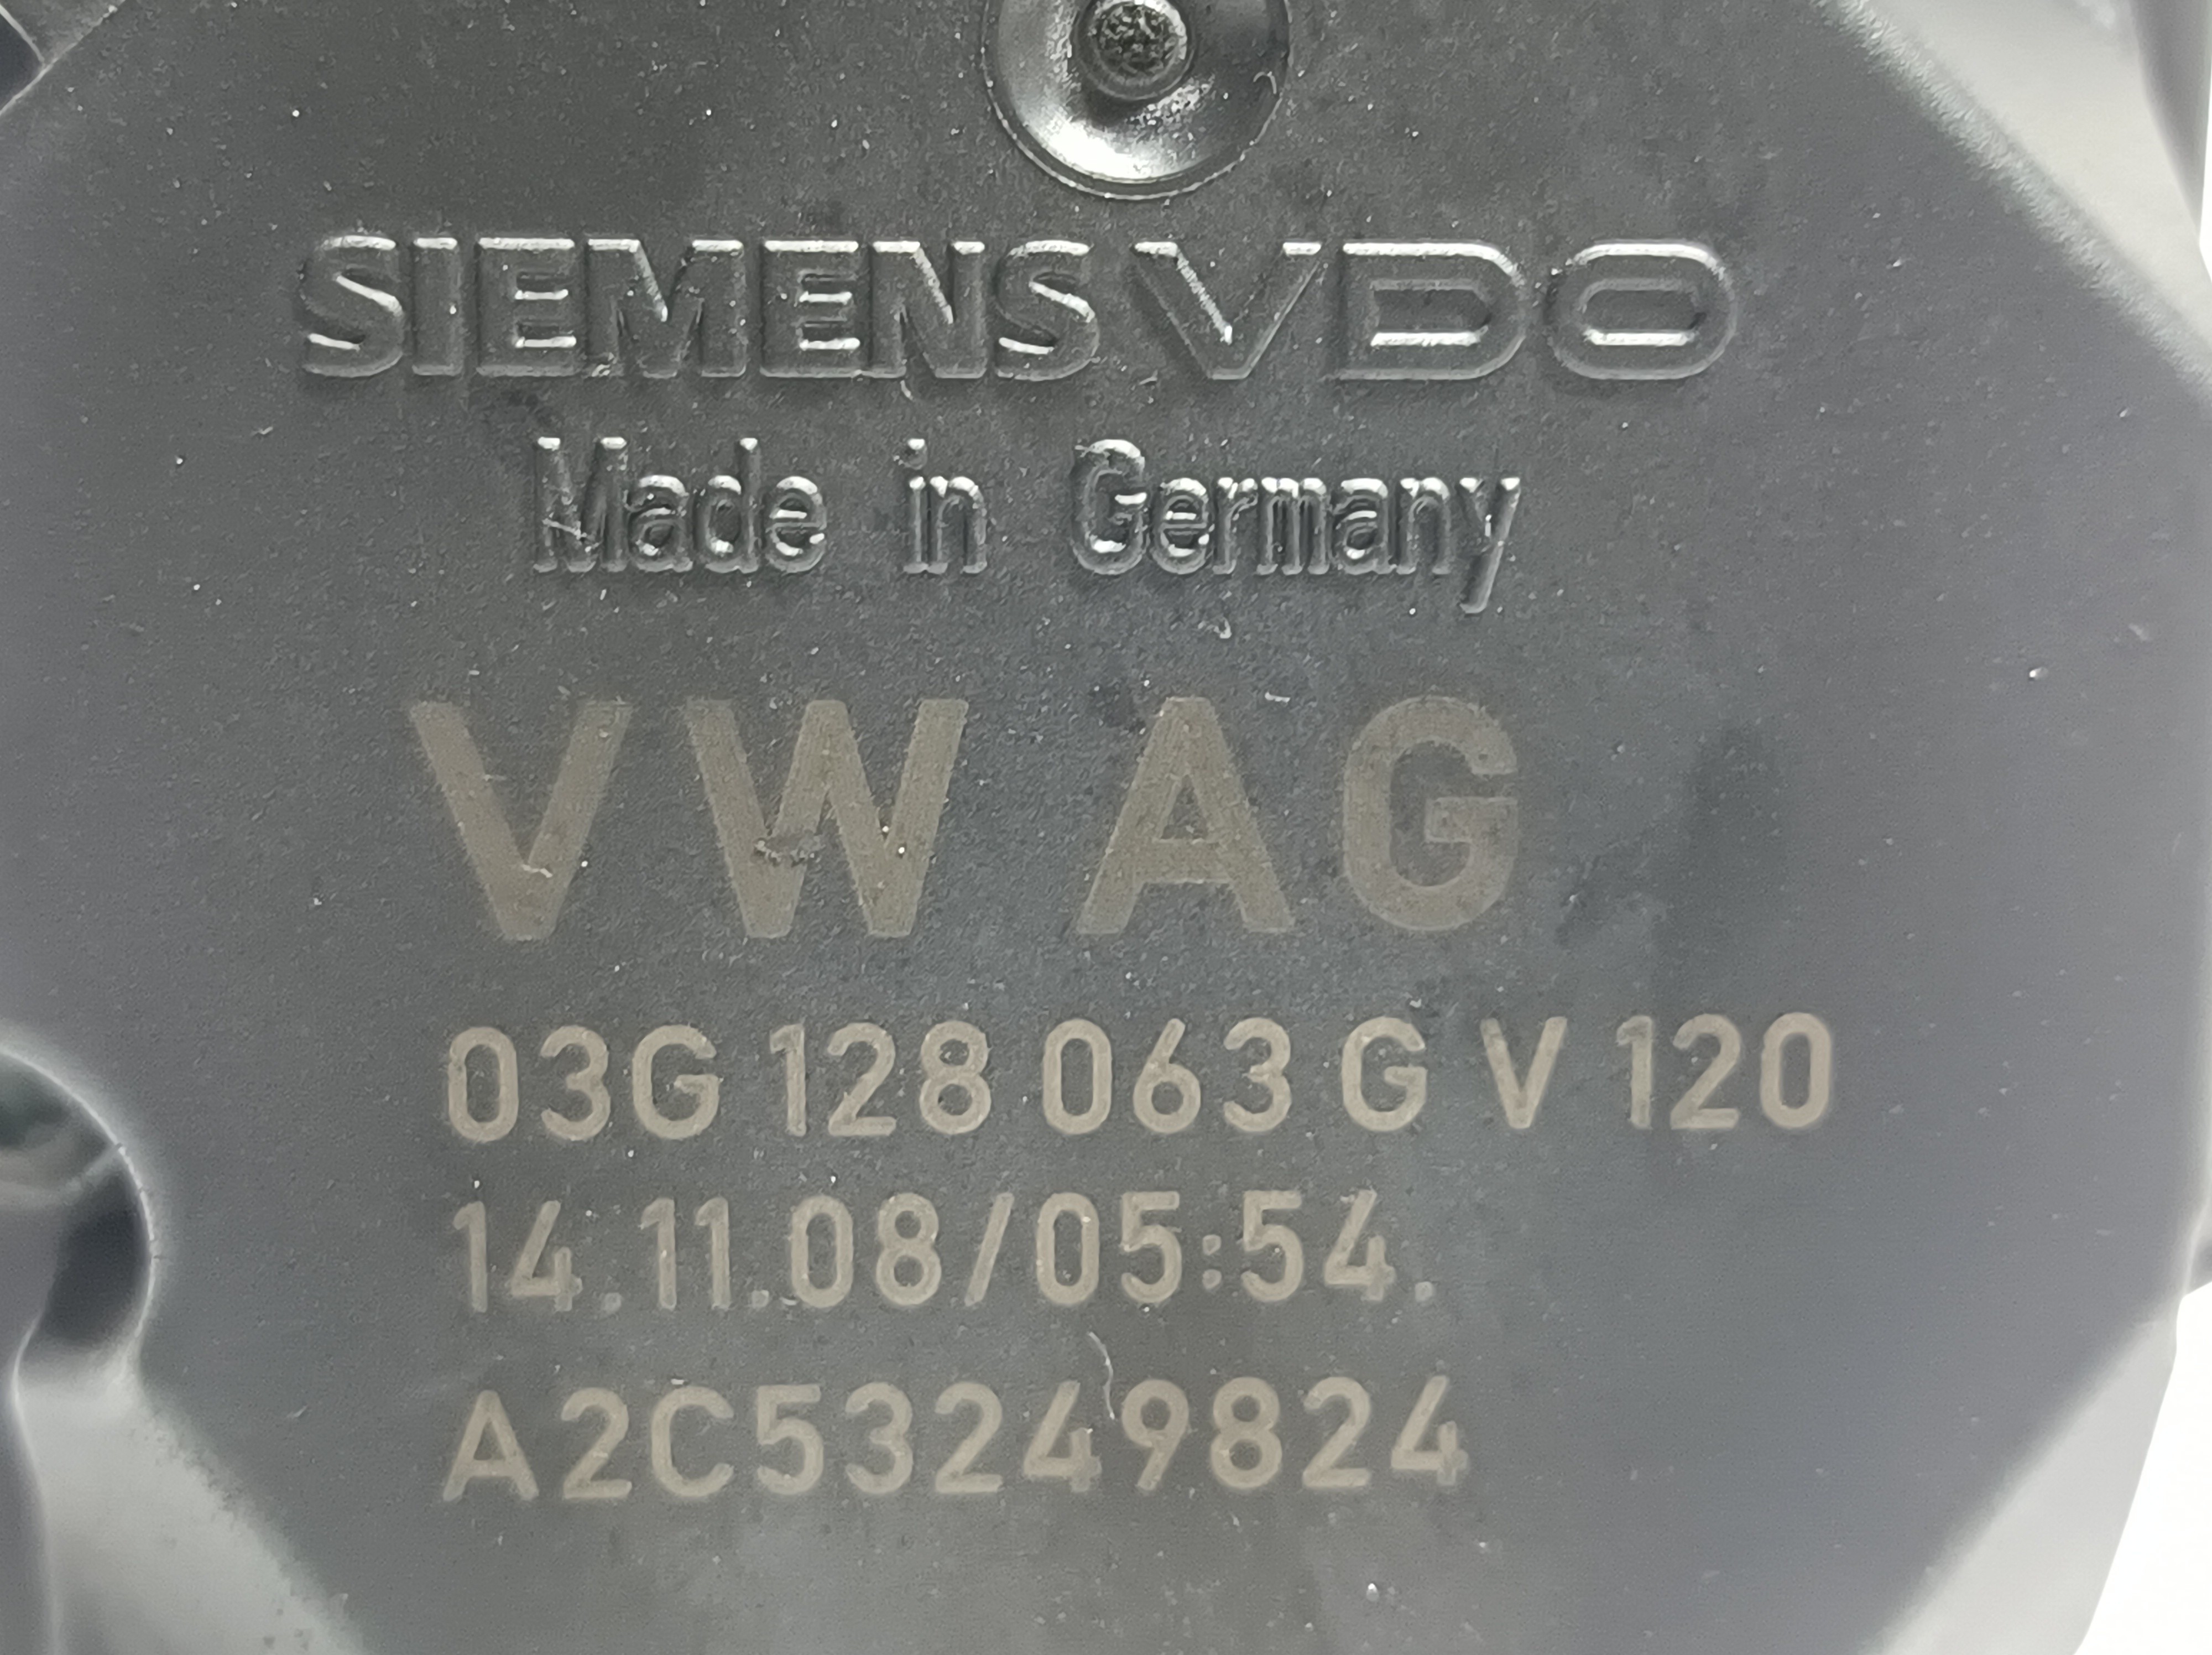 SIEMENS VDO
Made in Germany
VW AG
03G 128 063 G V 120
14.11.08/05:54.
A2C53249824